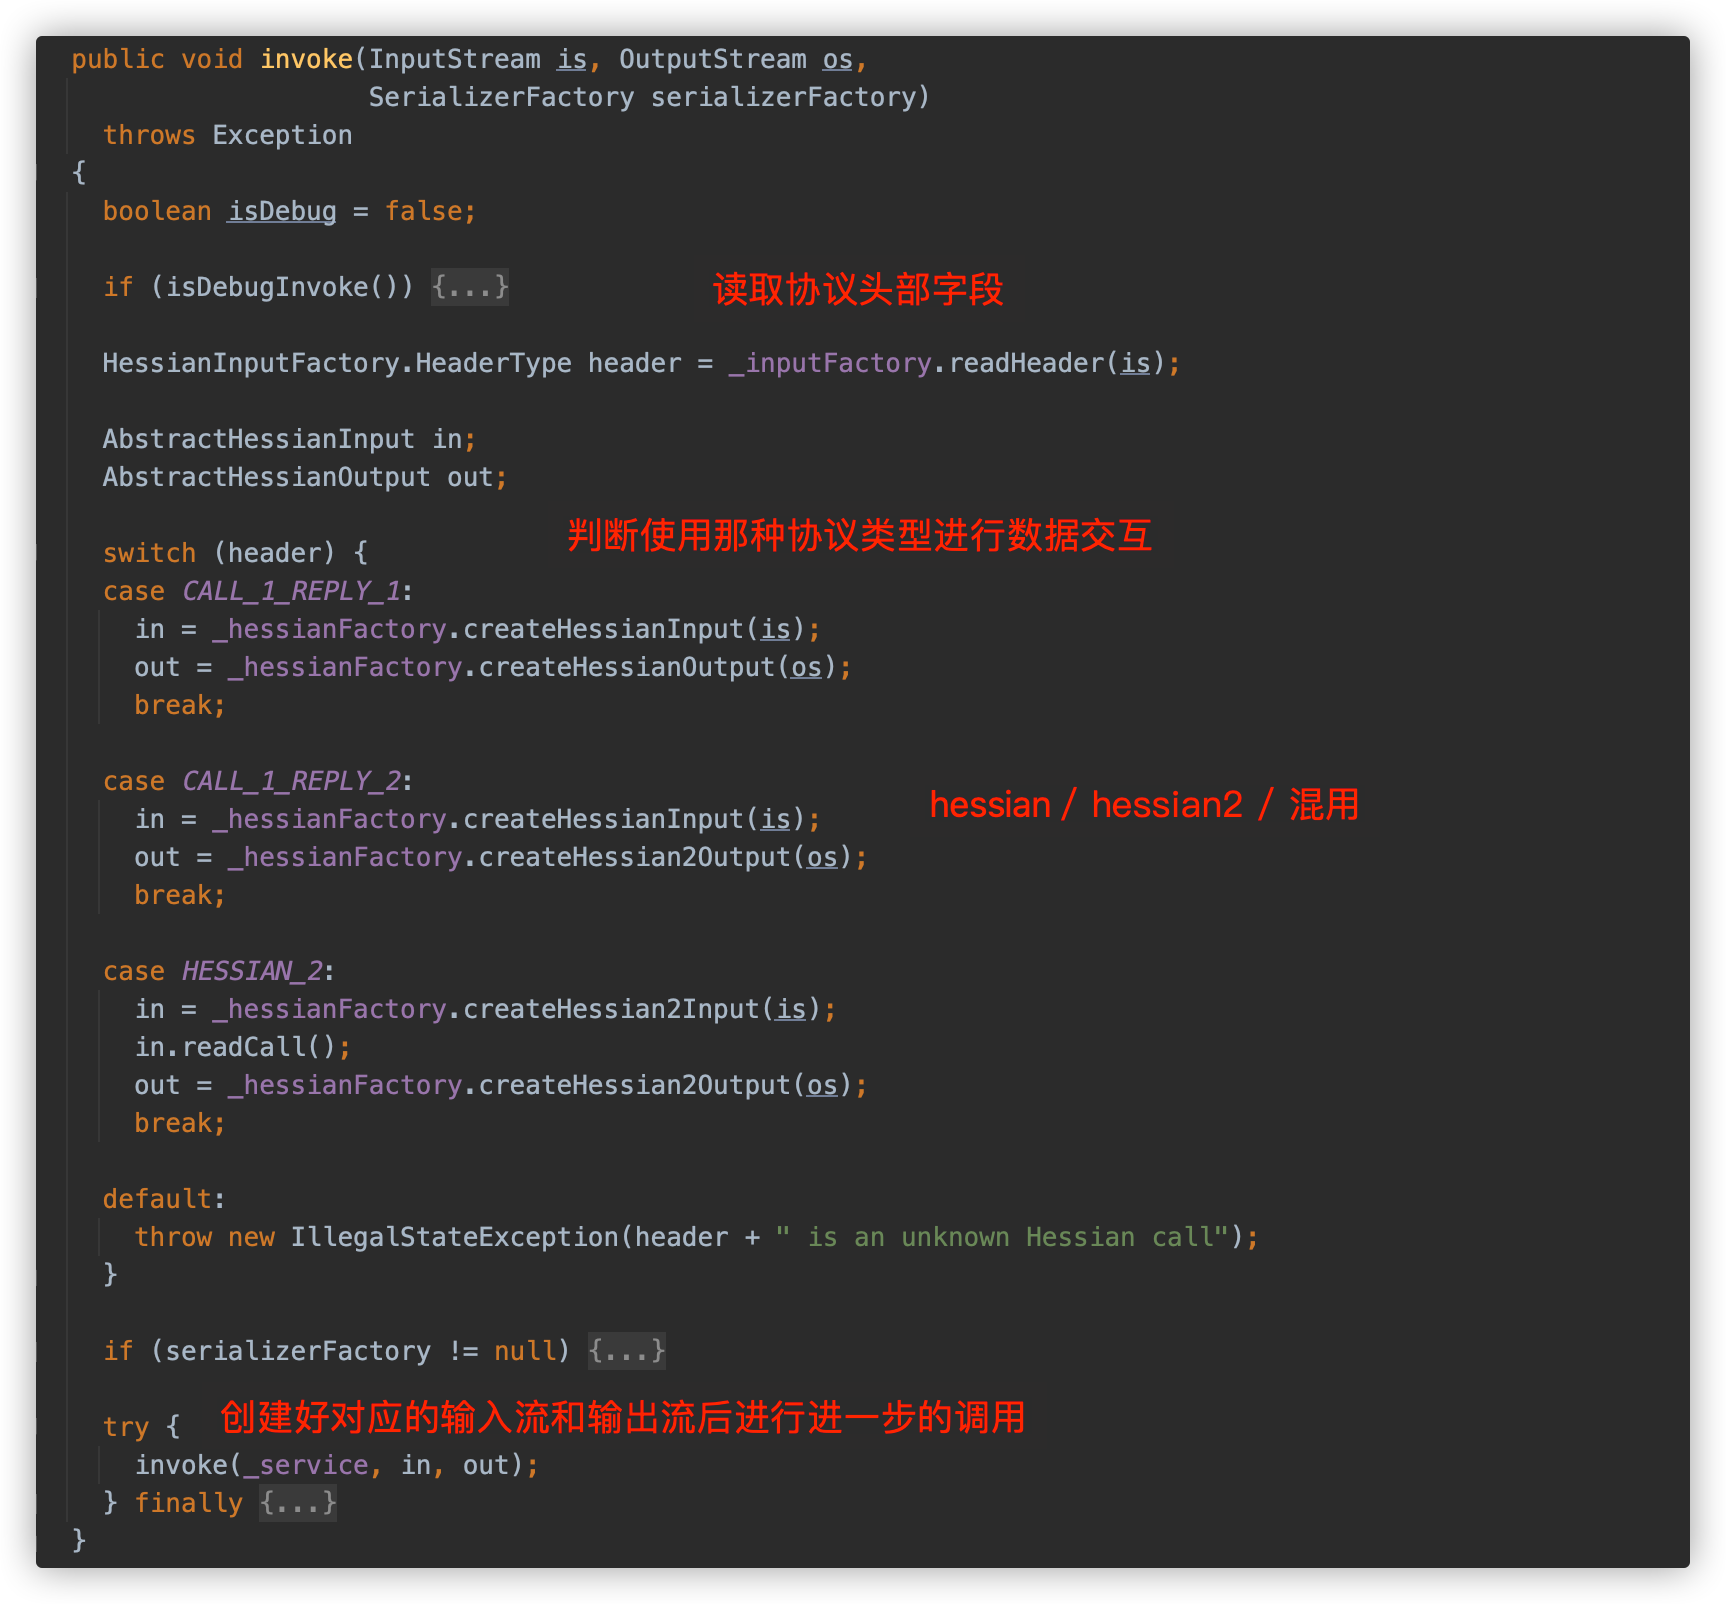 public void invoke(InputStream is, OutputStream os,
SerializerFactory serializerFactory)
throws Exception
{
boolean isDebug = false;
if (isDebugInvoke()) {...}
读取协议头部字段
HessianInputFactory.HeaderType header = _inputFactory.readHeader(is);
AbstractHessianInput in;
AbstractHessianOutput out;
判断使用那种协议类型进行数据交互
switch (header) {
case CALL_1_REPLY_1:
in = _hessianFactory.createHessianInput(is);
out = _hessianFactory.createHessianOutput(os);
break;
case CALL_1_REPLY_2:
hessian / hessian2 / 混用
in = _hessianFactory.createHessianInput(is);
out = _hessianFactory.createHessian2Output(os);
break;
case HESSIAN_2:
in = _hessianFactory.createHessian2Input(is);
in.readCall();
out = _hessianFactory.createHessian2Output(os);
break;
default:
throw new IllegalStateException(header + " is an unknown Hessian call");
}
if (serializerFactory != null) {...}
创建好对应的输入流和输出流后进行进一步的调用
try {
invoke(_service, in, out);
} finally {...}
}